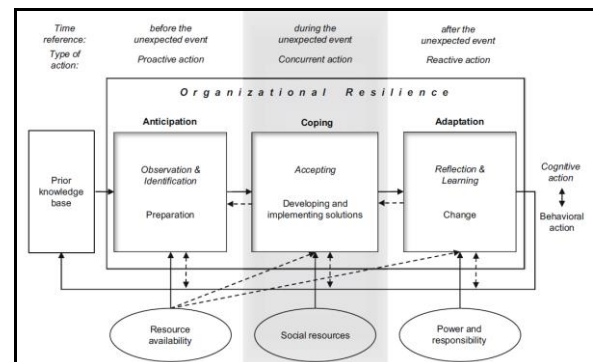 Time reference:
before the unexpected event
during the unexpected event
after the unexpected event
Type of action:
Proactive action
Concurrent action
Reactive action
Organizational Resilience
Anticipation
Coping
Adaptation
Prior knowledge base
Observation & Identification
Preparation
Accepting
Developing and implementing solutions
Reflection & Learning
Change
Cognitive action
Behavioral action
Resource availability
Social resources
Power and responsibility